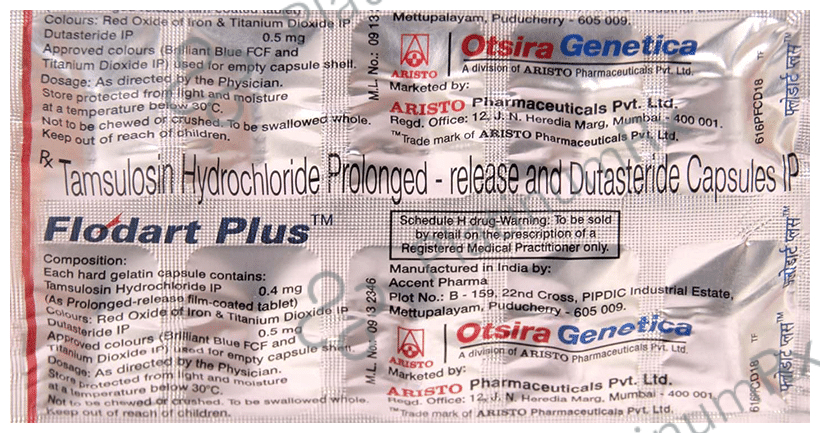 Colours: Red Oxide of Iron & Titanium Dioxide IP
Dutasteride IP 0.5 mg
Approved colours (Brilliant Blue FCF and
Titanium Dioxide IP) used for empty capsule shell.
Dosage: As directed by the Physician.
Store protected from light and moisture
at a temperature below 30°C.
Not to be chewed or crushed. To be swallowed whole.
Keep out of reach of children.
M.L. No.: 09 13
Mettupalayam, Puducherry - 605 009.
ARISTO
Otsira Genetica
A division of ARISTO Pharmaceuticals Pvt. Ltd.
Marketed by:
ARISTO Pharmaceuticals Pvt. Ltd.
Regd. Office: 12, J. N. Heredia Marg, Mumbai - 400 001.
™Trade mark of ARISTO Pharmaceuticals Pvt. Ltd.
616PFCD18 TF
फ्लोडार्ट प्लस™
Rx Tamsulosin Hydrochloride Prolonged - release and Dutasteride Capsules IP
Flodart Plus™
Composition:
Each hard gelatin capsule contains:
Tamsulosin Hydrochloride IP 0.4 mg
(As Prolonged-release film-coated tablet)
Colours: Red Oxide of Iron & Titanium Dioxide IP
Dutasteride IP 0.5 mg
Approved colours (Brilliant Blue FCF and
Titanium Dioxide IP) used for empty capsule shell.
Dosage: As directed by the Physician.
Store protected from light and moisture
at a temperature below 30°C.
Not to be chewed or crushed. To be swallowed whole.
Keep out of reach of children.
M.L. No.: 09 13 2346
Schedule H drug-Warning: To be sold
by retail on the prescription of a
Registered Medical Practitioner only.
Manufactured in India by:
Accent Pharma
Plot No.: B - 159, 22nd Cross, PIPDIC Industrial Estate,
Mettupalayam, Puducherry - 605 009.
ARISTO
Otsira Genetica
A division of ARISTO Pharmaceuticals Pvt. Ltd.
Marketed by:
ARISTO Pharmaceuticals Pvt. Ltd.
Regd. Office: 12, J. N. Heredia Marg, Mumbai - 400 001.
™Trade mark of ARISTO Pharmaceuticals Pvt. Ltd.
616PFCD18 TF
फ्लोडार्ट प्लस™ फ्लोडार्ट प्लस™